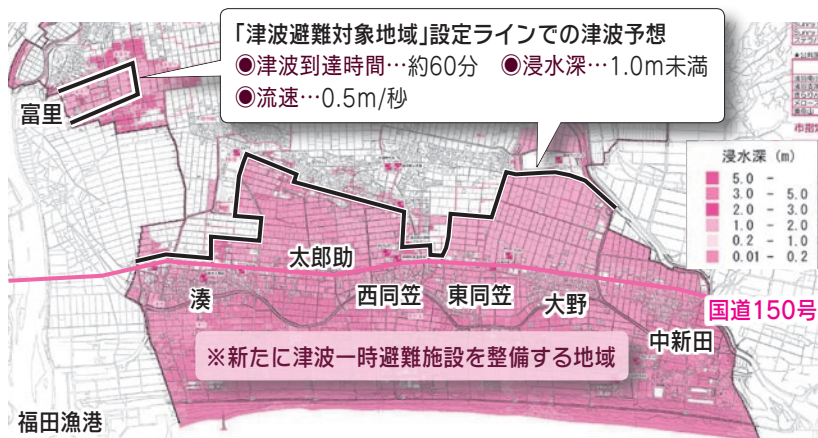 「津波避難対象地域」設定ラインでの津波予想
◉津波到達時間…約60分　◉浸水深…1.0m未満
◉流速…0.5m/秒
富里
浸水深 (m)
5.0 -
3.0 - 5.0
2.0 - 3.0
1.0 - 2.0
0.2 - 1.0
0.01 - 0.2
太郎助
湊
西同笠
東同笠
大野
国道150号
中新田
※新たに津波一時避難施設を整備する地域
福田漁港